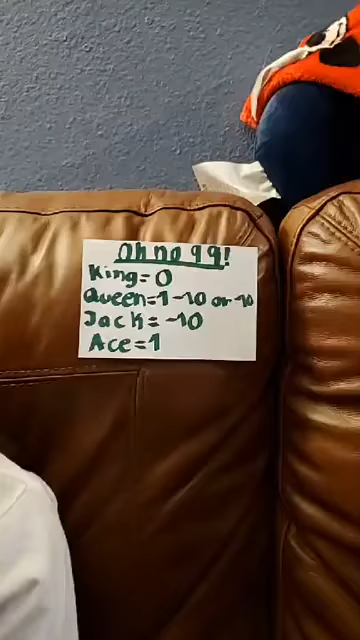 Oh no 99!
King=0
Queen=1-10 or -10
Jack=-10
Ace=1